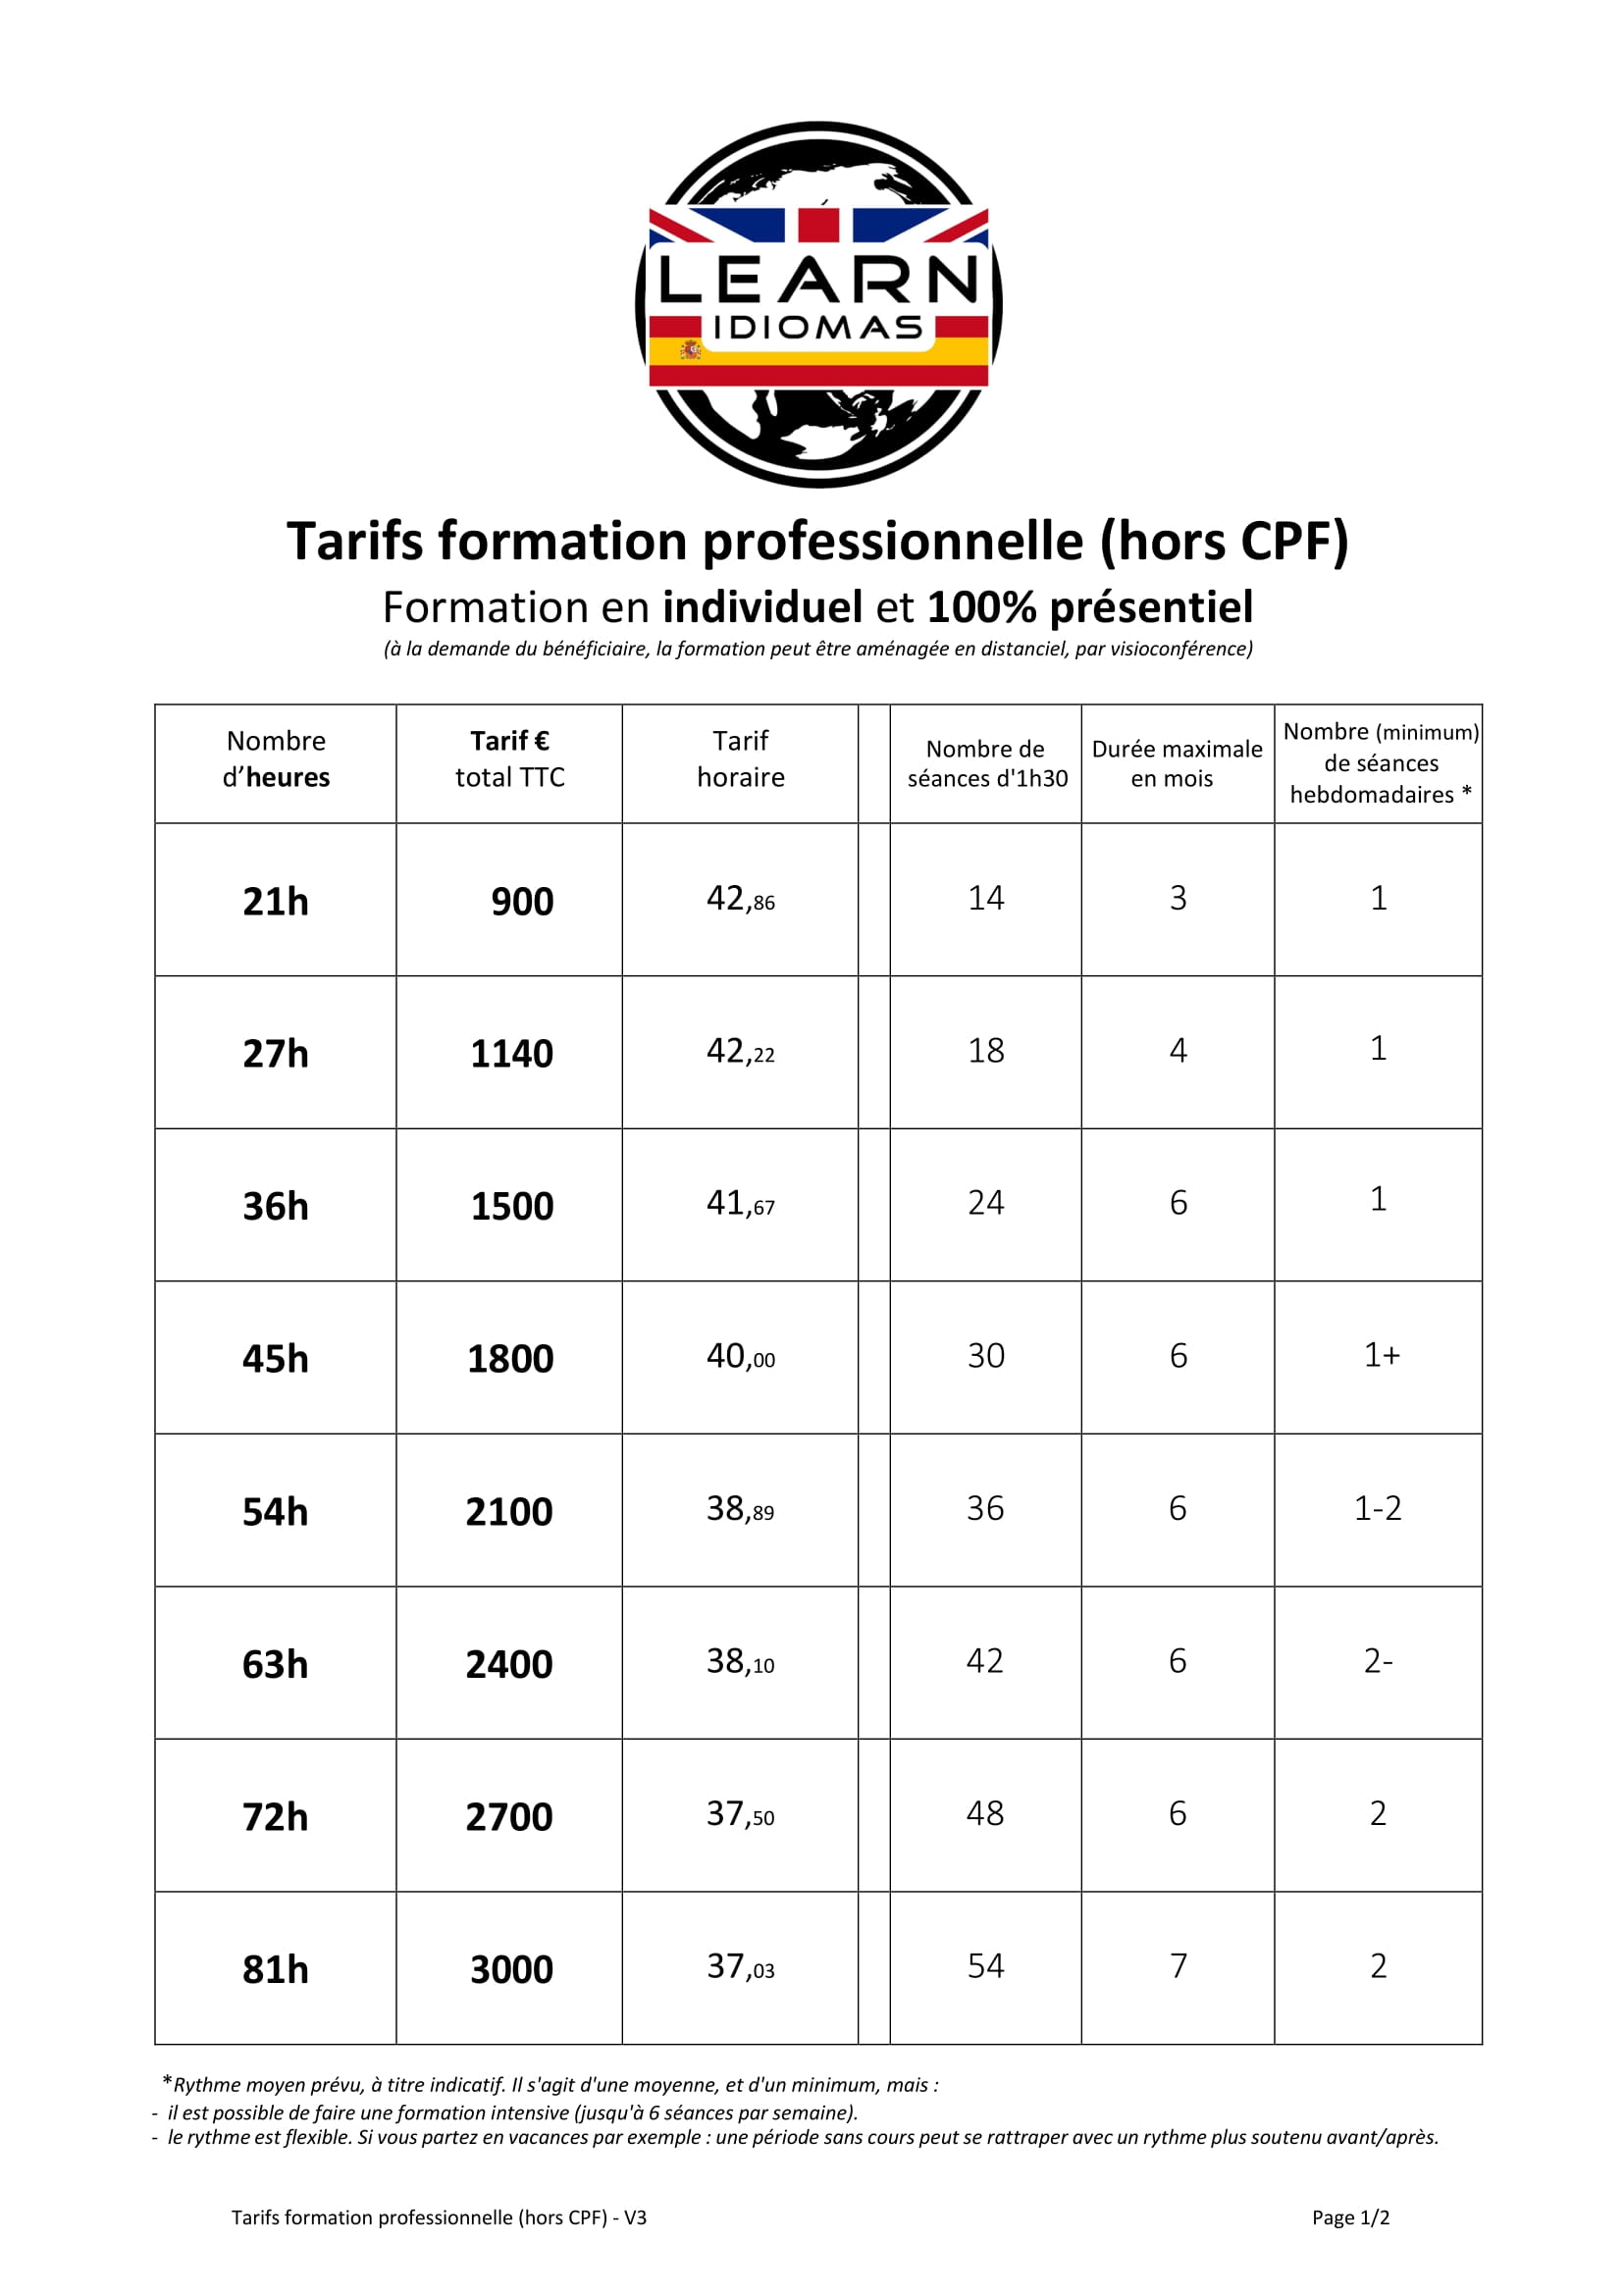 LEARN
IDIOMAS
Tarifs formation professionnelle (hors CPF)
Formation en individuel et 100% présentiel
(à la demande du bénéficiaire, la formation peut être aménagée en distanciel, par visioconférence)
Nombre d’heures
Tarif € total TTC
Tarif horaire
Nombre de séances d'1h30
Durée maximale en mois
Nombre (minimum) de séances hebdomadaires *
21h 900 42,86 14 3 1
27h 1140 42,22 18 4 1
36h 1500 41,67 24 6 1
45h 1800 40,00 30 6 1+
54h 2100 38,89 36 6 1-2
63h 2400 38,10 42 6 2-
72h 2700 37,50 48 6 2
81h 3000 37,03 54 7 2
*Rythme moyen prévu, à titre indicatif. Il s'agit d'une moyenne, et d'un minimum, mais :
- il est possible de faire une formation intensive (jusqu'à 6 séances par semaine).
- le rythme est flexible. Si vous partez en vacances par exemple : une période sans cours peut se rattraper avec un rythme plus soutenu avant/après.
Tarifs formation professionnelle (hors CPF) - V3 Page 1/2